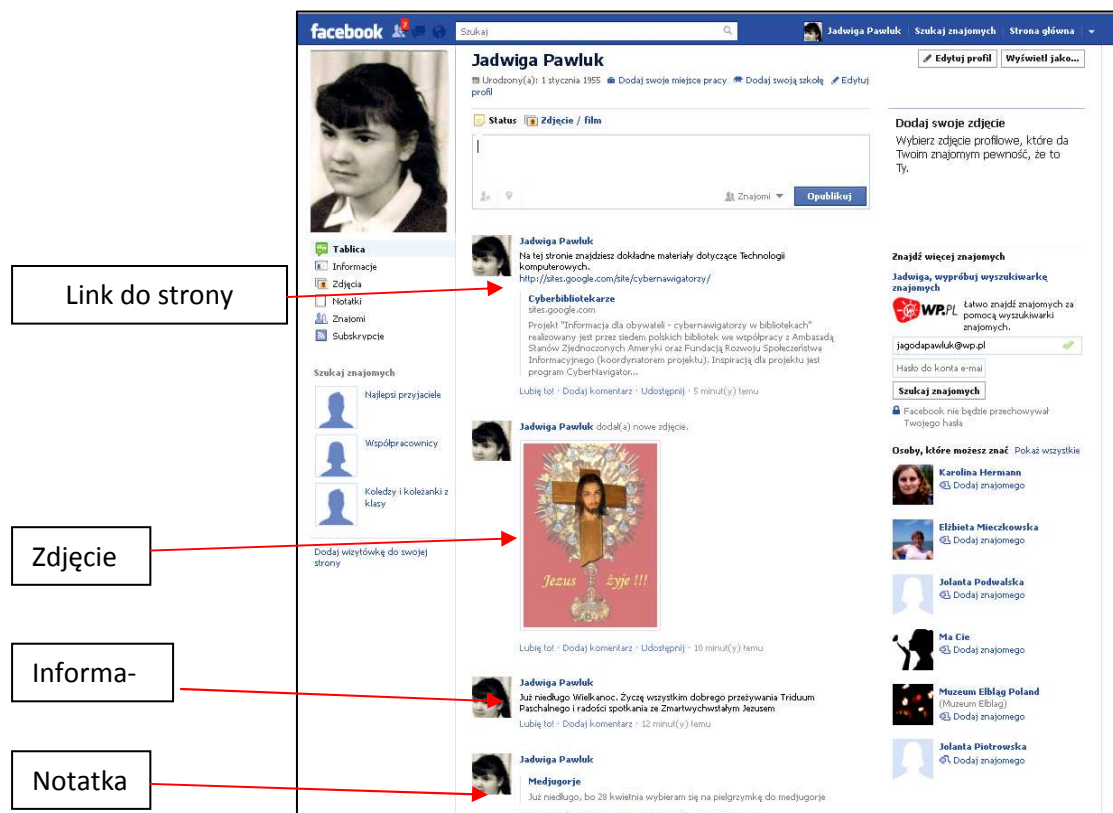 facebook
2
Szukaj
Jadwiga Pawluk
Szukaj znajomych
Strona główna
Jadwiga Pawluk
Edytuj profil
Wyświetl jako...
Urodzony(a): 1 stycznia 1955 Dodaj swoje miejsce pracy Dodaj swoją szkołę Edytuj
profil
Status Zdjęcie / film
Znajomi
Opublikuj
Dodaj swoje zdjęcie
Wybierz zdjęcie profilowe, które da
Twoim znajomym pewność, że to
Ty.
Tablica
Informacje
Zdjęcia
Notatki
Znajomi
Subskrypcje
Szukaj znajomych
Najlepsi przyjaciele
Współpracownicy
Koledzy i koleżanki z
klasy
Dodaj wizytówkę do swojej
strony
Link do strony
Zdjęcie
Informa-
Notatka
Jadwiga Pawluk
Na tej stronie znajdziesz dokładne materiały dotyczące Technologii
komputerowych.
http://sites.google.com/site/cybernawigatorzy/
Cyberbibliotekarze
sites.google.com
Projekt "Informacja dla obywateli - cybernawigatorzy w bibliotekach"
realizowany jest przez siedem polskich bibliotek we współpracy z Ambasadą
Stanów Zjednoczonych Ameryki oraz Fundacją Rozwoju Społeczeństwa
Informacyjnego (koordynatorem projektu). Inspiracją dla projektu jest
program CyberNavigator...
Lubię to! · Dodaj komentarz · Udostępnij · 5 minut(y) temu
Jadwiga Pawluk dodał(a) nowe zdjęcie.
Jezus żyje !!!
Lubię to! · Dodaj komentarz · Udostępnij · 10 minut(y) temu
Jadwiga Pawluk
Już niedługo Wielkanoc. Życzę wszystkim dobrego przeżywania Triduum
Paschalnego i radości spotkania ze Zmartwychwstałym Jezusem
Lubię to! · Dodaj komentarz · 12 minut(y) temu
Jadwiga Pawluk
Medjugorje
Już niedługo, bo 28 kwietnia wybieram się na pielgrzymkę do medjugorje
Znajdź więcej znajomych
Jadwiga, wypróbuj wyszukiwarkę
znajomych
WP.PL
Łatwo znajdź znajomych za
pomocą wyszukiwarki
znajomych.
jagodapawluk@wp.pl
Hasło do konta e-mai
Szukaj znajomych
Facebook nie będzie przechowywał
Twojego hasła
Osoby, które możesz znać Pokaż wszystkie
Karolina Hermann
Dodaj znajomego
Elżbieta Mieczkowska
Dodaj znajomego
Jolanta Podwalska
Dodaj znajomego
Ma Cie
Dodaj znajomego
Muzeum Elbląg Poland
(Muzeum Elbląg)
Dodaj znajomego
Jolanta Piotrowska
Dodaj znajomego